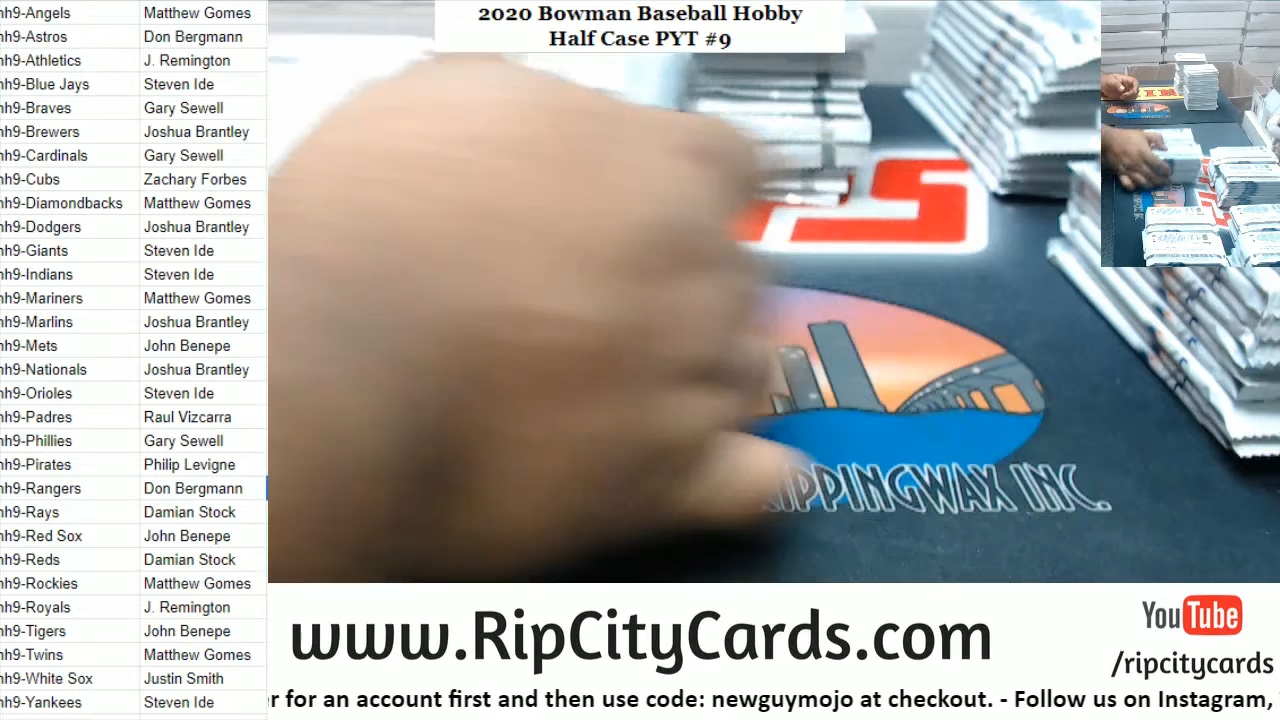 2020 Bowman Baseball Hobby
Half Case PYT #9
nh9-Angels Matthew Gomes
nh9-Astros Don Bergmann
nh9-Athletics J. Remington
nh9-Blue Jays Steven Ide
nh9-Braves Gary Sewell
nh9-Brewers Joshua Brantley
nh9-Cardinals Gary Sewell
nh9-Cubs Zachary Forbes
nh9-Diamondbacks Matthew Gomes
nh9-Dodgers Joshua Brantley
nh9-Giants Steven Ide
nh9-Indians Steven Ide
nh9-Mariners Matthew Gomes
nh9-Marlins Joshua Brantley
nh9-Mets John Benepe
nh9-Nationals Joshua Brantley
nh9-Orioles Steven Ide
nh9-Padres Raul Vizcarra
nh9-Phillies Gary Sewell
nh9-Pirates Philip Levigne
nh9-Rangers Don Bergmann
nh9-Rays Damian Stock
nh9-Red Sox John Benepe
nh9-Reds Damian Stock
nh9-Rockies Matthew Gomes
nh9-Royals J. Remington
nh9-Tigers John Benepe
nh9-Twins Matthew Gomes
nh9-White Sox Justin Smith
nh9-Yankees Steven Ide
RIPPINGWAX INC.
www.RipCityCards.com
YouTube
/ripcitycards
r for an account first and then use code: newguymojo at checkout. - Follow us on Instagram,